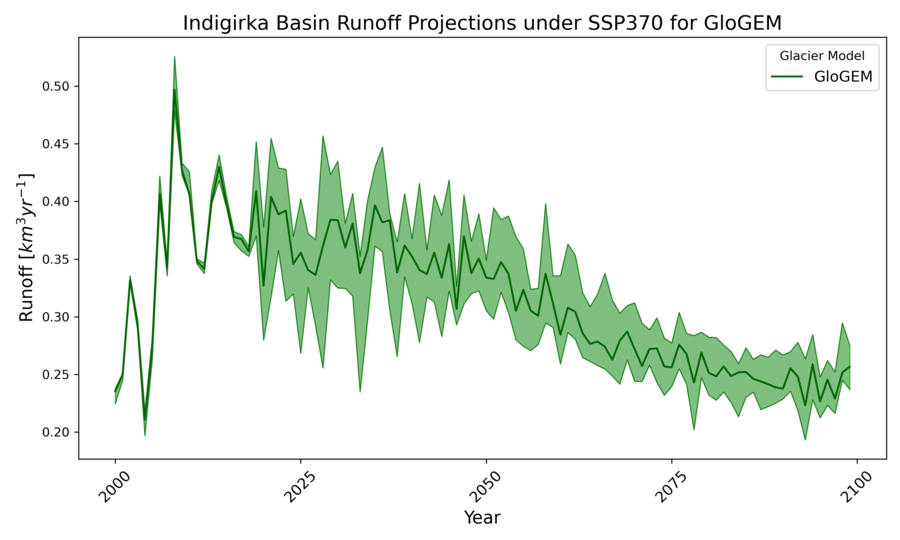 Indigirka Basin Runoff Projections under SSP370 for GloGEM
Glacier Model
GloGEM
Runoff [km³yr⁻¹]
0.50
0.45
0.40
0.35
0.30
0.25
0.20
2000
2025
2050
2075
2100
Year